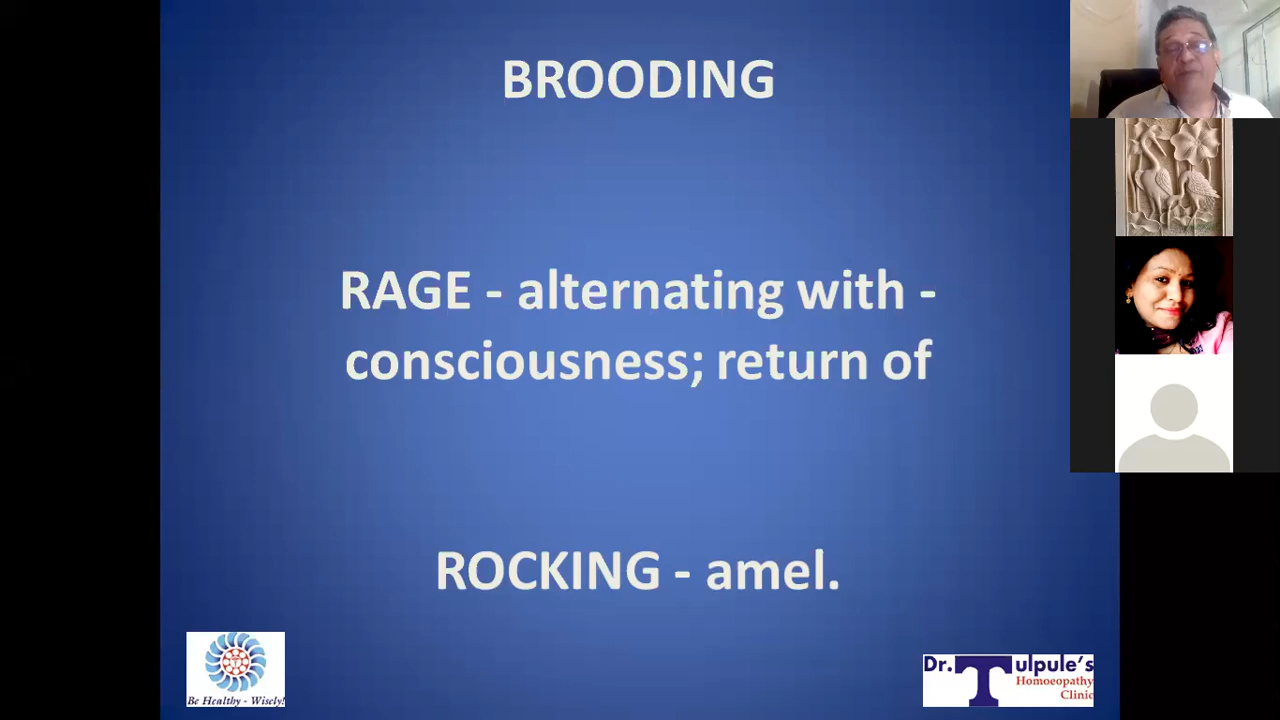 BROODING
RAGE - alternating with -
consciousness; return of
ROCKING - amel.
Be Healthy - Wisely!
Dr. Tulpule's
Homoeopathy
Clinic